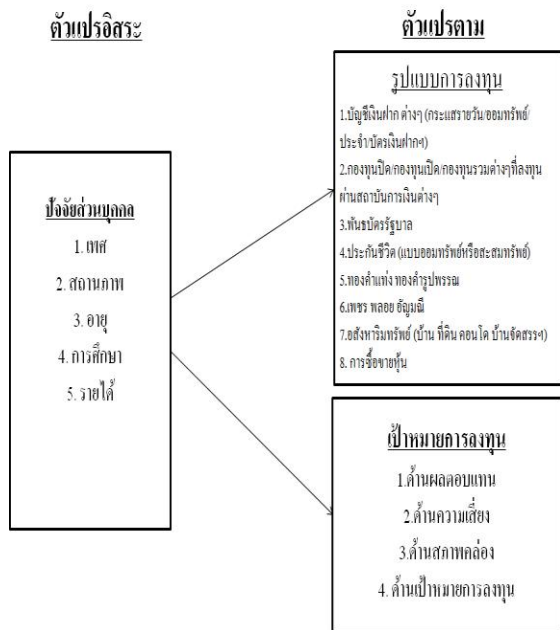 ตัวแปรอิสระ
ปัจจัยส่วนบุคคล
1. เพศ
2. สถานภาพ
3. อายุ
4. การศึกษา
5. รายได้
ตัวแปรตาม
รูปแบบการลงทุน
1.บัญชีเงินฝาก ต่างๆ (กระแสรายวัน/ออมทรัพย์/
ประจำ/บัตรเงินฝากฯ)
2.กองทุนปิด/กองทุนเปิด/กองทุนรวมต่างๆที่ลงทุน
ผ่านสถาบันการเงินต่างๆ
3.พันธบัตรรัฐบาล
4.ประกันชีวิต (แบบออมทรัพย์หรือสะสมทรัพย์)
5.ทองคำแท่ง ทองคำรูปพรรณ
6.เพชร พลอย อัญมณี
7.อสังหาริมทรัพย์ (บ้าน ที่ดิน คอนโด บ้านจัดสรรฯ)
8. การซื้อขายหุ้น
เป้าหมายการลงทุน
1.ด้านผลตอบแทน
2.ด้านความเสี่ยง
3.ด้านสภาพคล่อง
4. ด้านเป้าหมายการลงทุน